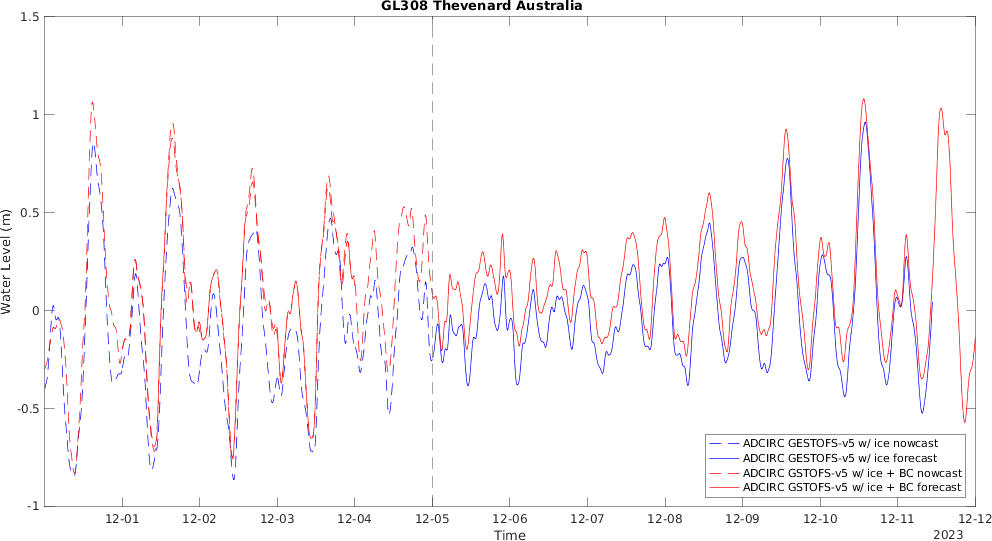 GL308 Thevenard Australia
1.5
1
0.5
0
-0.5
-1
Water Level (m)
ADCIRC GESTOFS-v5 w/ ice nowcast
ADCIRC GESTOFS-v5 w/ ice forecast
ADCIRC GSTOFS-v5 w/ ice + BC nowcast
ADCIRC GSTOFS-v5 w/ ice + BC forecast
12-01 12-02 12-03 12-04 12-05 12-06 12-07 12-08 12-09 12-10 12-11 12-12
Time
2023